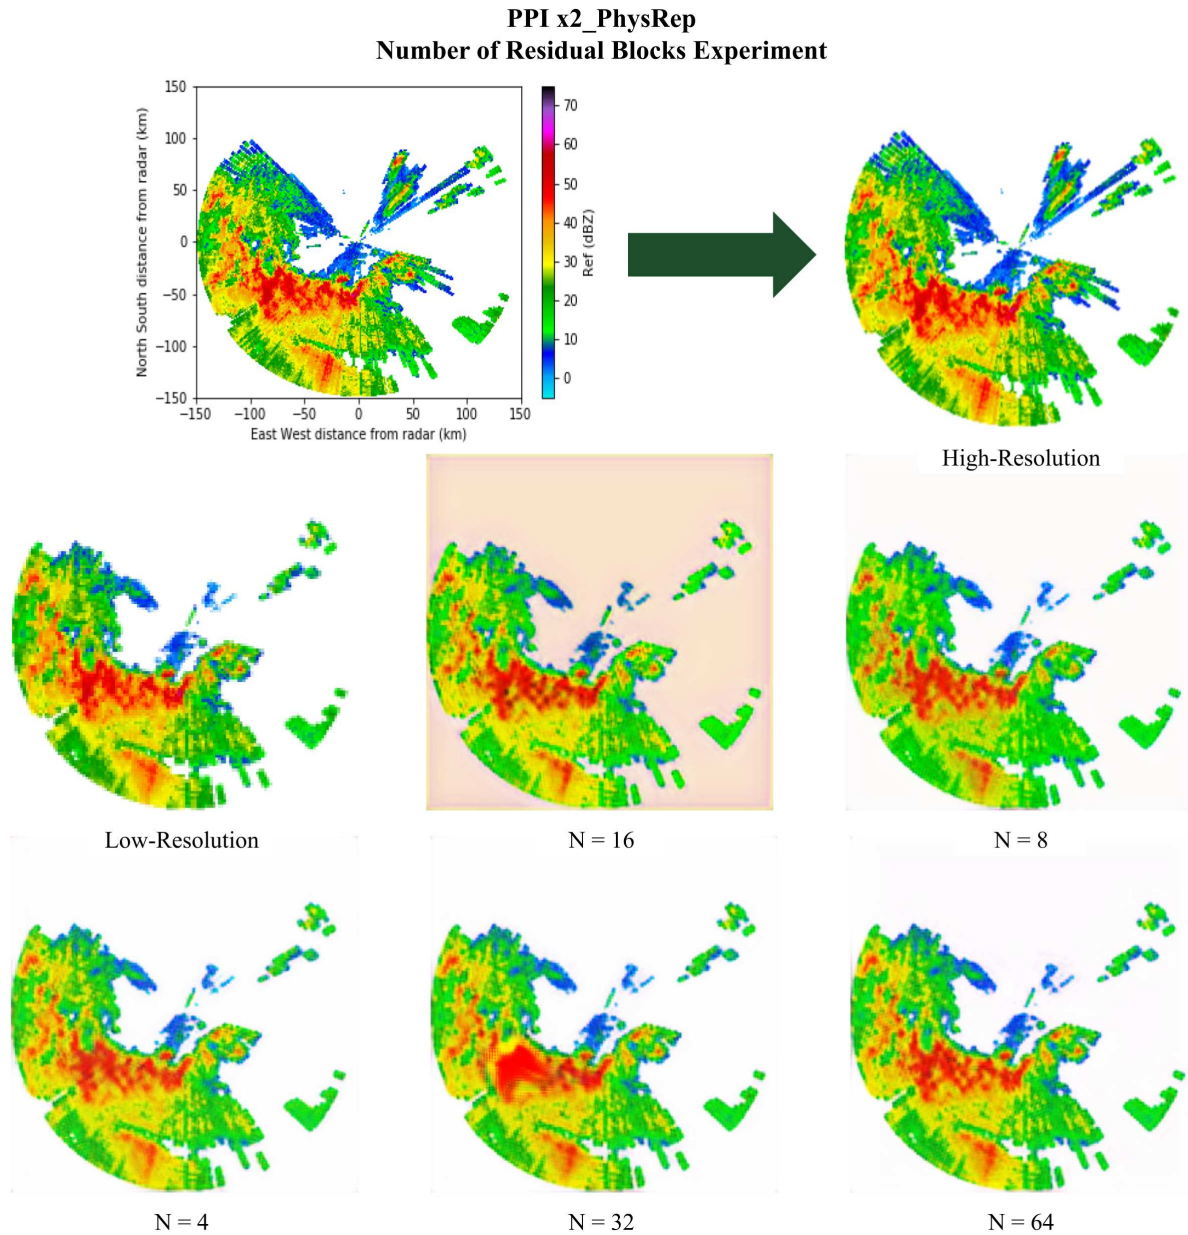 PPI x2_PhysRep
Number of Residual Blocks Experiment
150
100
50
0
−50
−100
−150
North South distance from radar (km)
−150 −100 −50 0 50 100 150
East West distance from radar (km)
70
60
50
40
30
20
10
0
Ref (dBZ)
High-Resolution
Low-Resolution
N = 16
N = 8
N = 4
N = 32
N = 64